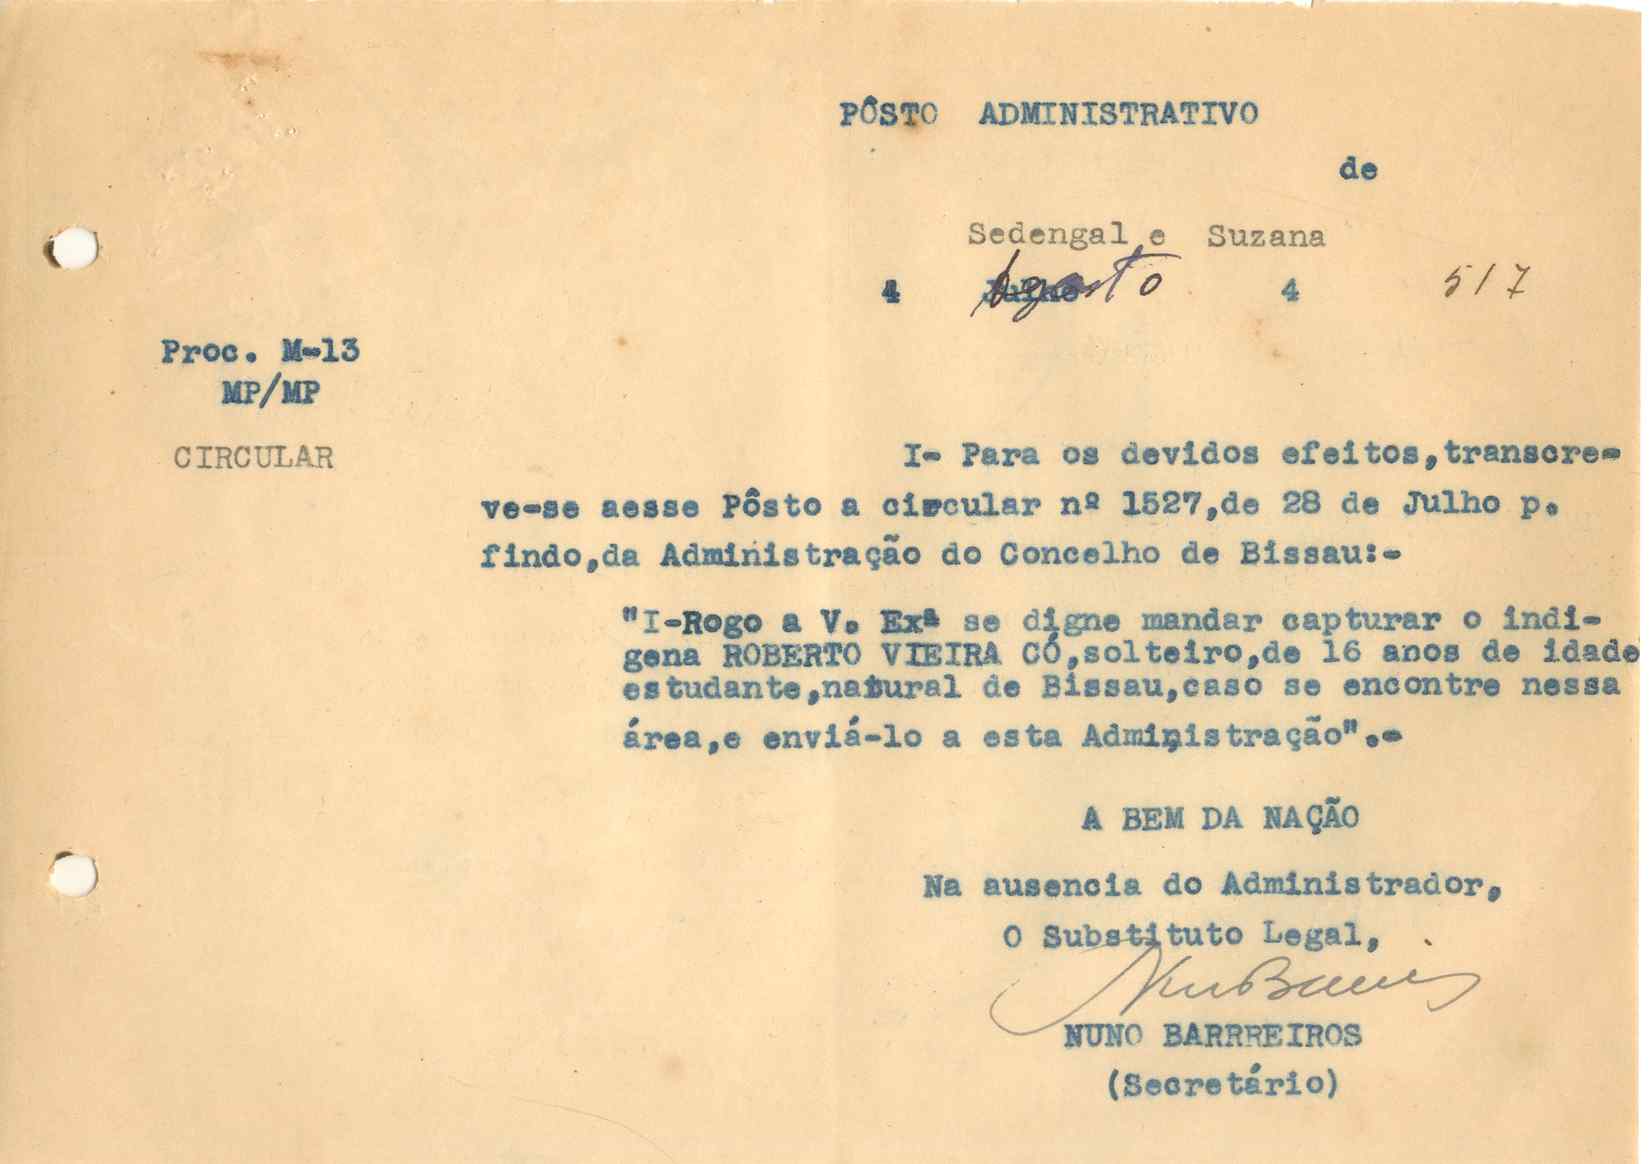 PÔSTO ADMINISTRATIVO
de
Sedengal e Suzana
4 Agosto 4 517
Proc. M-13
MP/MP
CIRCULAR
I- Para os devidos efeitos,transcre-
ve-se aesse Pôsto a circular nº 1527,de 28 de Julho p.
findo,da Administração do Concelho de Bissau:-
"I-Rogo a V. Exª se digne mandar capturar o indi-
gena ROBERTO VIEIRA CÓ,solteiro,de 16 anos de idade
estudante,natural de Bissau,caso se encontre nessa
área,e enviá-lo a esta Administração".-
A BEM DA NAÇÃO
Na ausencia do Administrador,
O Substituto Legal,
NUNO BARRREIROS
(Secretário)